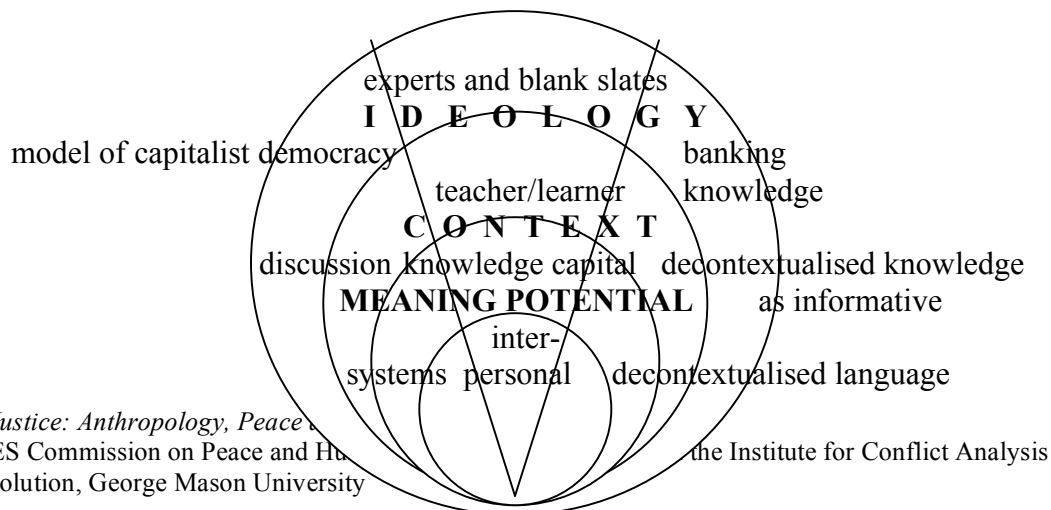 experts and blank slates
I D E O L O G Y
model of capitalist democracy banking
teacher/learner knowledge
C O N T E X T
discussion knowledge capital decontextualised knowledge
MEANING POTENTIAL as informative
inter-
systems personal decontextualised language
Justice: Anthropology, Peace
ES Commission on Peace and the Institute for Conflict Analysis
olution, George Mason University